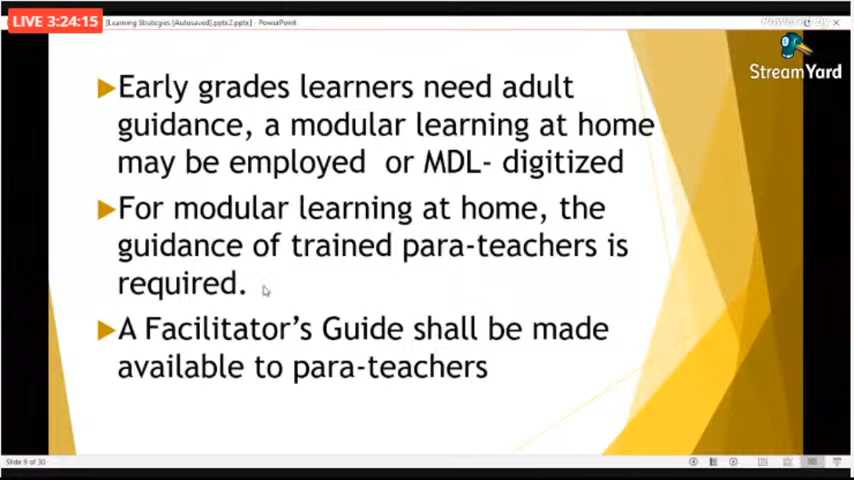 LIVE 3:24:15
[Learning Strategies [Autosaved].pptx2.pptx] - PowerPoint
Powered by
StreamYard
Early grades learners need adult
guidance, a modular learning at home
may be employed or MDL- digitized
For modular learning at home, the
guidance of trained para-teachers is
required.
A Facilitator's Guide shall be made
available to para-teachers
Slide 9 of 30